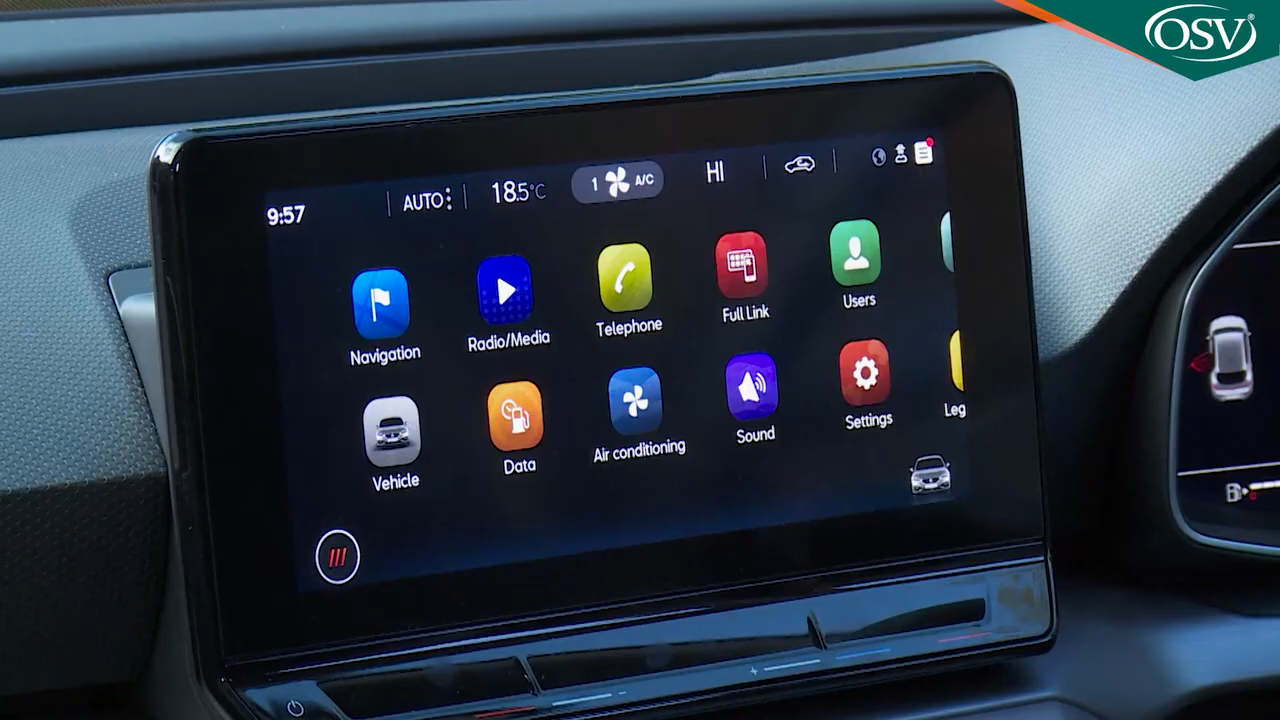 OSV®
9:57
AUTO
18.5°C
1
A/C
HI
Navigation
Radio/Media
Telephone
Full Link
Users
Vehicle
Data
Air conditioning
Sound
Settings
Leg